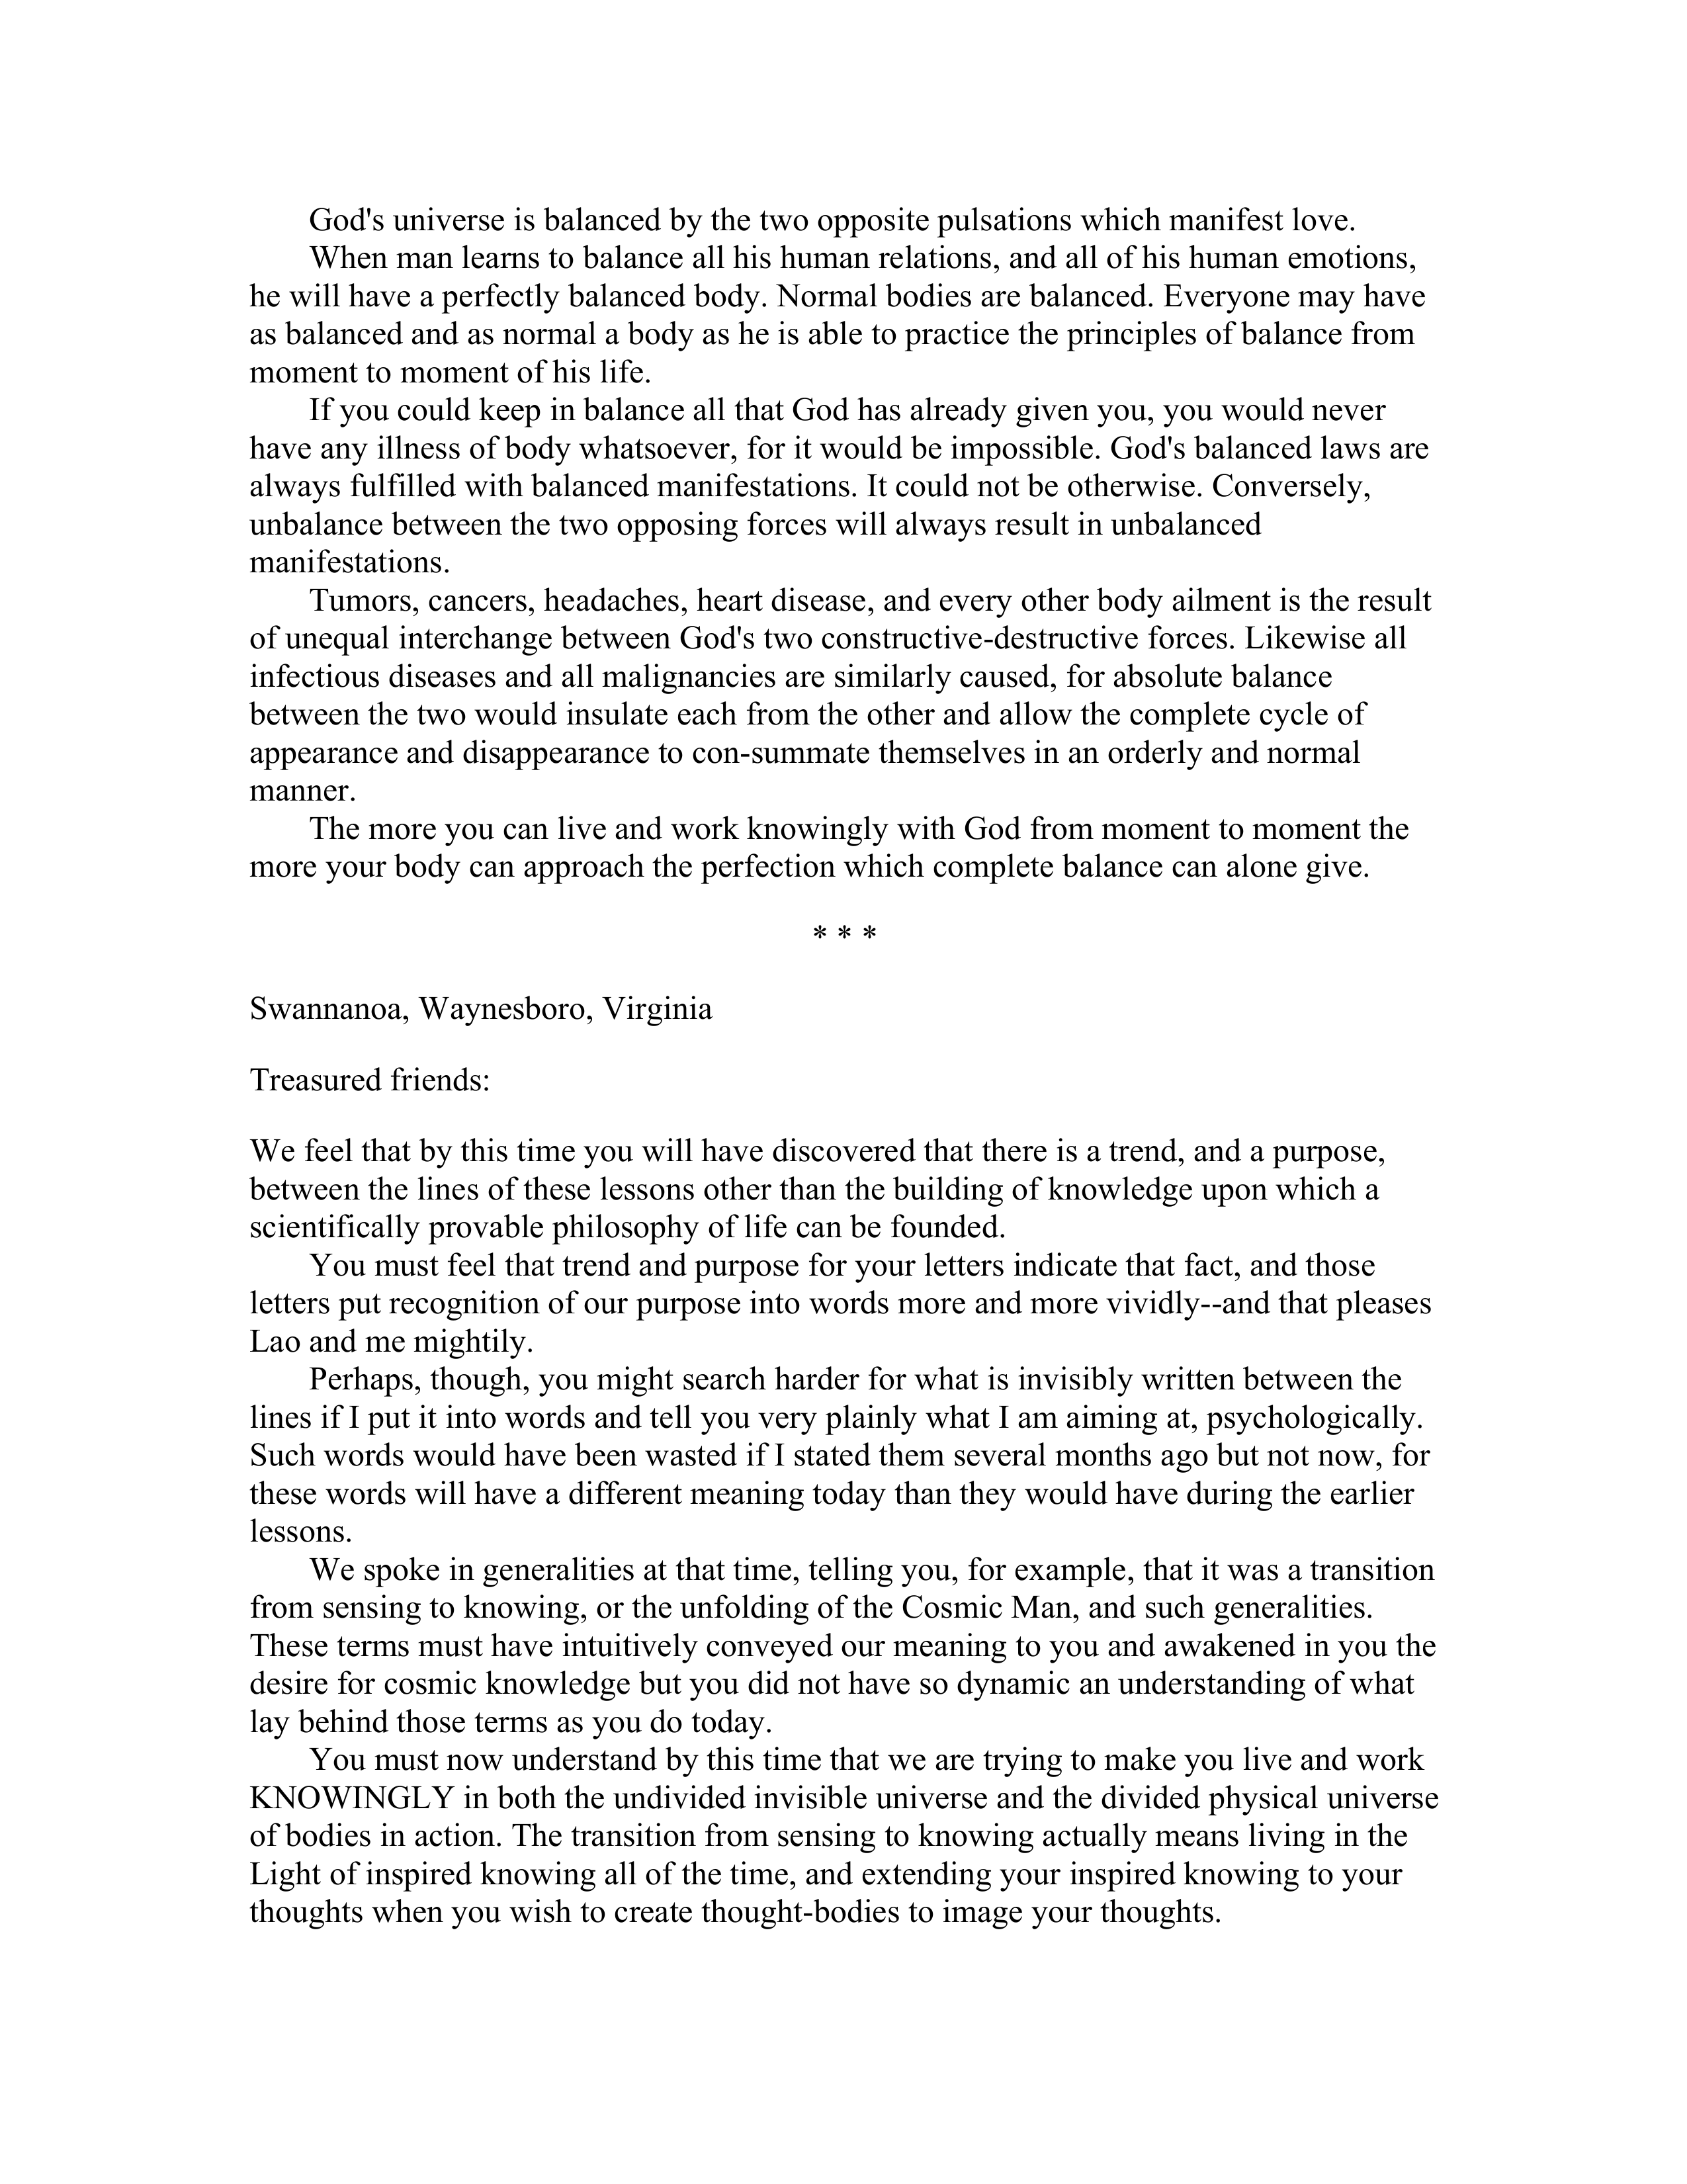 God's universe is balanced by the two opposite pulsations which manifest love.
When man learns to balance all his human relations, and all of his human emotions,
he will have a perfectly balanced body. Normal bodies are balanced. Everyone may have
as balanced and as normal a body as he is able to practice the principles of balance from
moment to moment of his life.
If you could keep in balance all that God has already given you, you would never
have any illness of body whatsoever, for it would be impossible. God's balanced laws are
always fulfilled with balanced manifestations. It could not be otherwise. Conversely,
unbalance between the two opposing forces will always result in unbalanced
manifestations.
Tumors, cancers, headaches, heart disease, and every other body ailment is the result
of unequal interchange between God's two constructive-destructive forces. Likewise all
infectious diseases and all malignancies are similarly caused, for absolute balance
between the two would insulate each from the other and allow the complete cycle of
appearance and disappearance to con-summate themselves in an orderly and normal
manner.
The more you can live and work knowingly with God from moment to moment the
more your body can approach the perfection which complete balance can alone give.
* * *
Swannanoa, Waynesboro, Virginia
Treasured friends:
We feel that by this time you will have discovered that there is a trend, and a purpose,
between the lines of these lessons other than the building of knowledge upon which a
scientifically provable philosophy of life can be founded.
You must feel that trend and purpose for your letters indicate that fact, and those
letters put recognition of our purpose into words more and more vividly--and that pleases
Lao and me mightily.
Perhaps, though, you might search harder for what is invisibly written between the
lines if I put it into words and tell you very plainly what I am aiming at, psychologically.
Such words would have been wasted if I stated them several months ago but not now, for
these words will have a different meaning today than they would have during the earlier
lessons.
We spoke in generalities at that time, telling you, for example, that it was a transition
from sensing to knowing, or the unfolding of the Cosmic Man, and such generalities.
These terms must have intuitively conveyed our meaning to you and awakened in you the
desire for cosmic knowledge but you did not have so dynamic an understanding of what
lay behind those terms as you do today.
You must now understand by this time that we are trying to make you live and work
KNOWINGLY in both the undivided invisible universe and the divided physical universe
of bodies in action. The transition from sensing to knowing actually means living in the
Light of inspired knowing all of the time, and extending your inspired knowing to your
thoughts when you wish to create thought-bodies to image your thoughts.